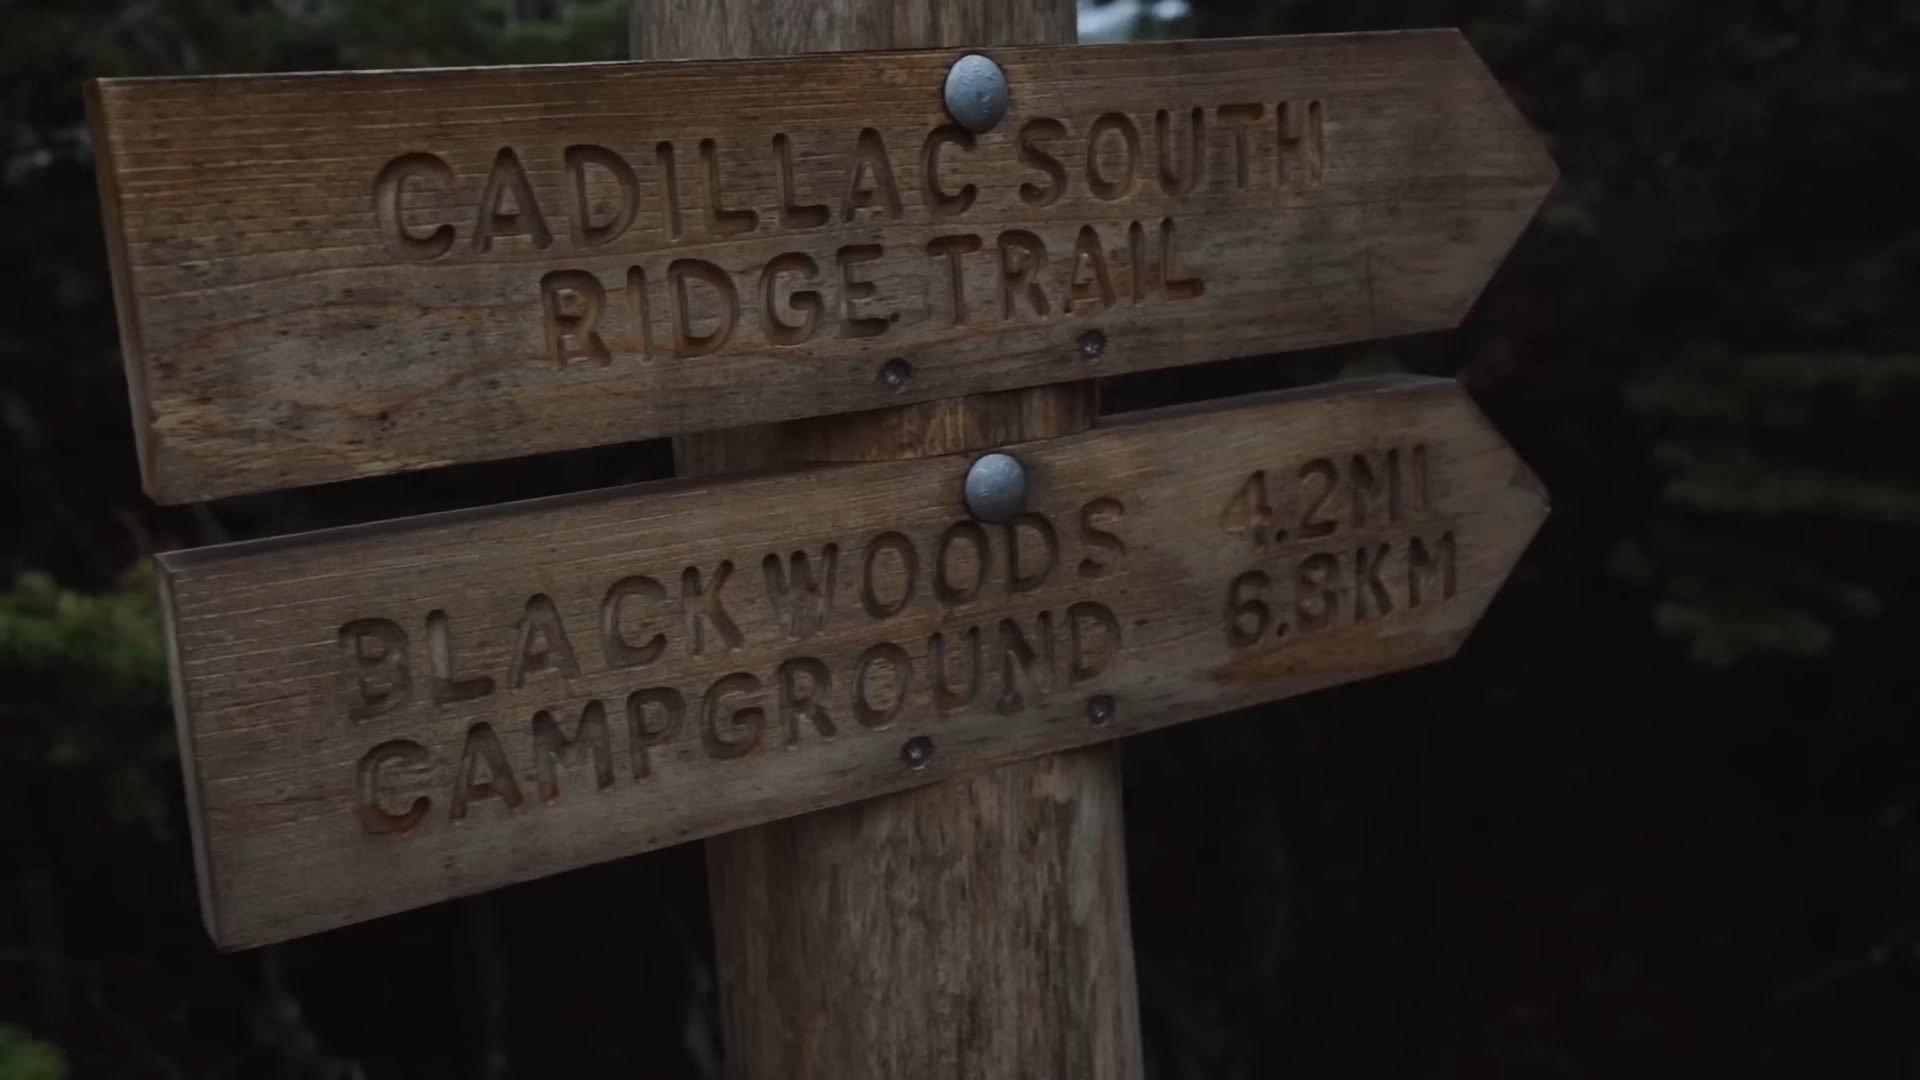 CADILLAC SOUTH
RIDGE TRAIL
BLACKWOODS
CAMPGROUND
4.2MI
6.8KM